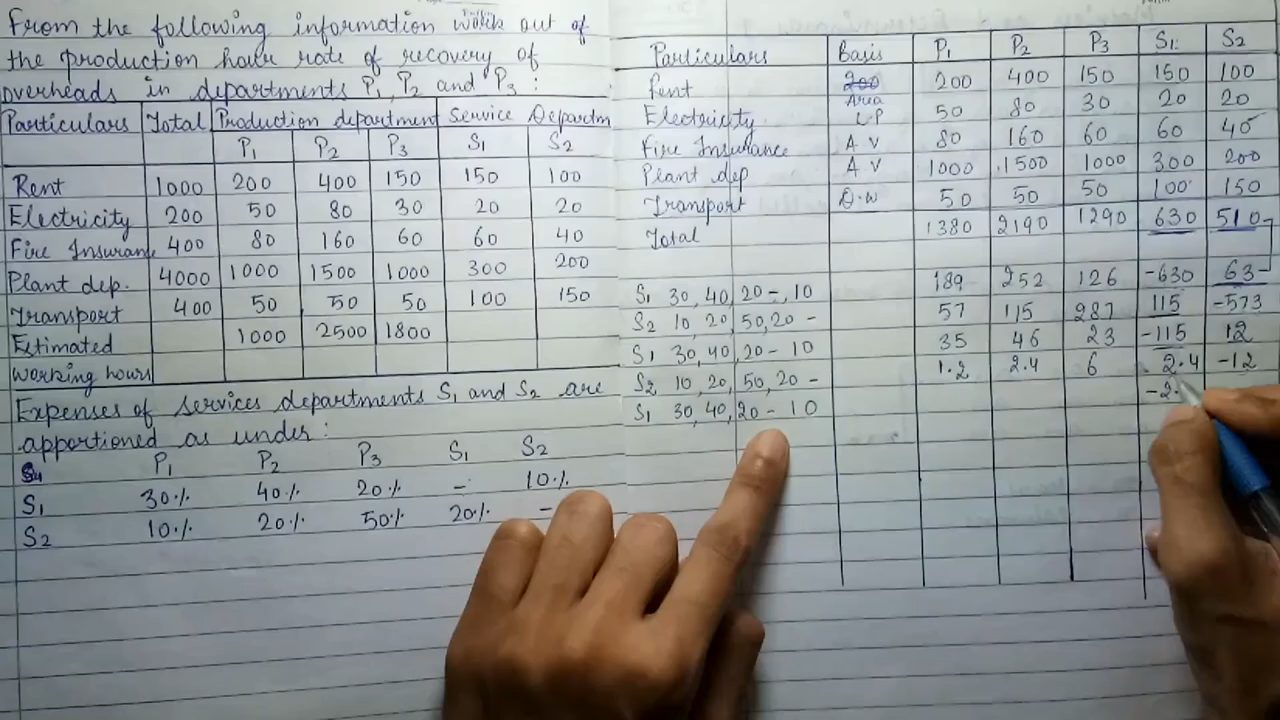 From the following information work out of
the production hour rate of recovery of
overheads in departments P1, P2 and P3 :
Particulars Total Production department Service Departm
P1 P2 P3 S1 S2
Rent 1000 200 400 150 150 100
Electricity 200 50 80 30 20 20
Fire Insuran 400 80 160 60 60 40
Plant dep. 4000 1000 1500 1000 300 200
Transport 400 50 50 50 100 150
Estimated 1000 2500 1800
working hours
Expenses of services departments S1 and S2 are
apportioned as under :
P1 P2 P3 S1 S2
S1 30% 40% 20% - 10%
S2 10% 20% 50% 20% -
Particulars Basis P1 P2 P3 S1 S2
Rent Area 200 400 150 150 100
Electricity L.P 50 80 30 20 20
Fire Insurance A V 80 160 60 60 40
Plant dep A V 1000 1500 1000 300 200
Transport D.W 50 50 50 100 150
Total 1380 2190 1290 630 510
S1 30, 40, 20 -, 10 189 252 126 -630 63
S2 10 20, 50, 20 - 57 115 287 115 -573
S1 30, 40, 20 - 10 35 46 23 -115 12
S2 10, 20, 50, 20 - 1.2 2.4 6 2.4 -12
S1 30, 40, 20 - 10 -2.